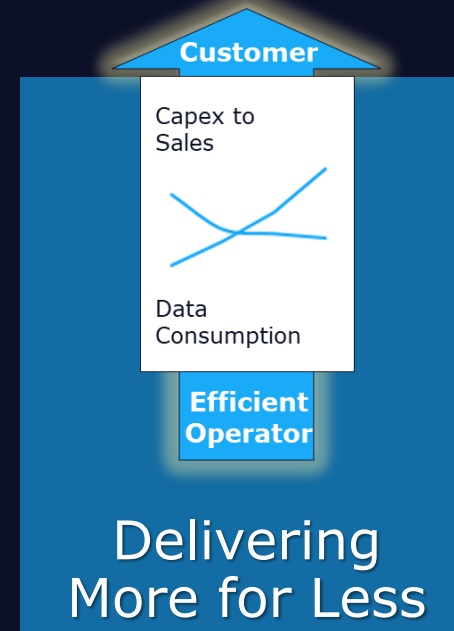 Customer
Capex to
Sales
Data
Consumption
Efficient
Operator
Delivering
More for Less